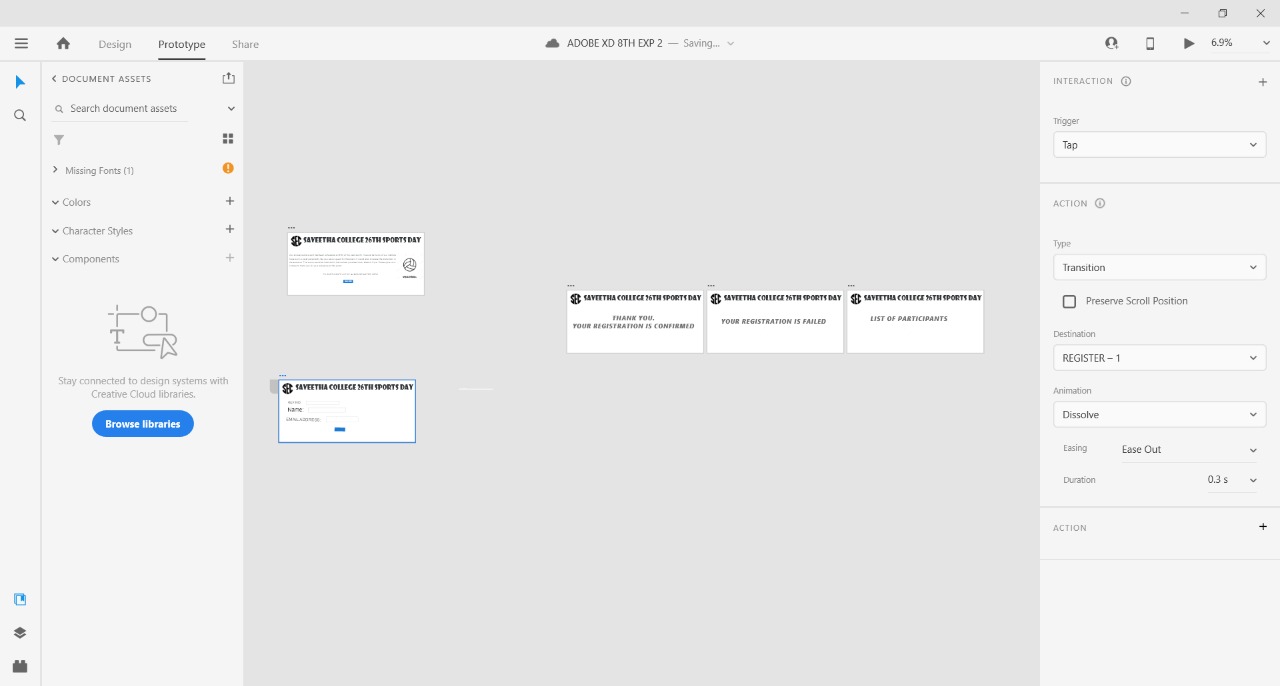 Design
Prototype
Share
ADOBE XD 8TH EXP 2 — Saving...
6.9%
DOCUMENT ASSETS
Search document assets
Missing Fonts (1)
Colors
Character Styles
Components
Stay connected to design systems with
Creative Cloud libraries.
Browse libraries
...
SAVEETHA COLLEGE 26TH SPORTS DAY
...
SAVEETHA COLLEGE 26TH SPORTS DAY
THANK YOU.
YOUR REGISTRATION IS CONFIRMED
...
SAVEETHA COLLEGE 26TH SPORTS DAY
YOUR REGISTRATION IS FAILED
...
SAVEETHA COLLEGE 26TH SPORTS DAY
LIST OF PARTICIPANTS
...
SAVEETHA COLLEGE 26TH SPORTS DAY
Name:
EMAIL ADDRESS:
INTERACTION
Trigger
Tap
ACTION
Type
Transition
Preserve Scroll Position
Destination
REGISTER – 1
Animation
Dissolve
Easing
Ease Out
Duration
0.3 s
ACTION